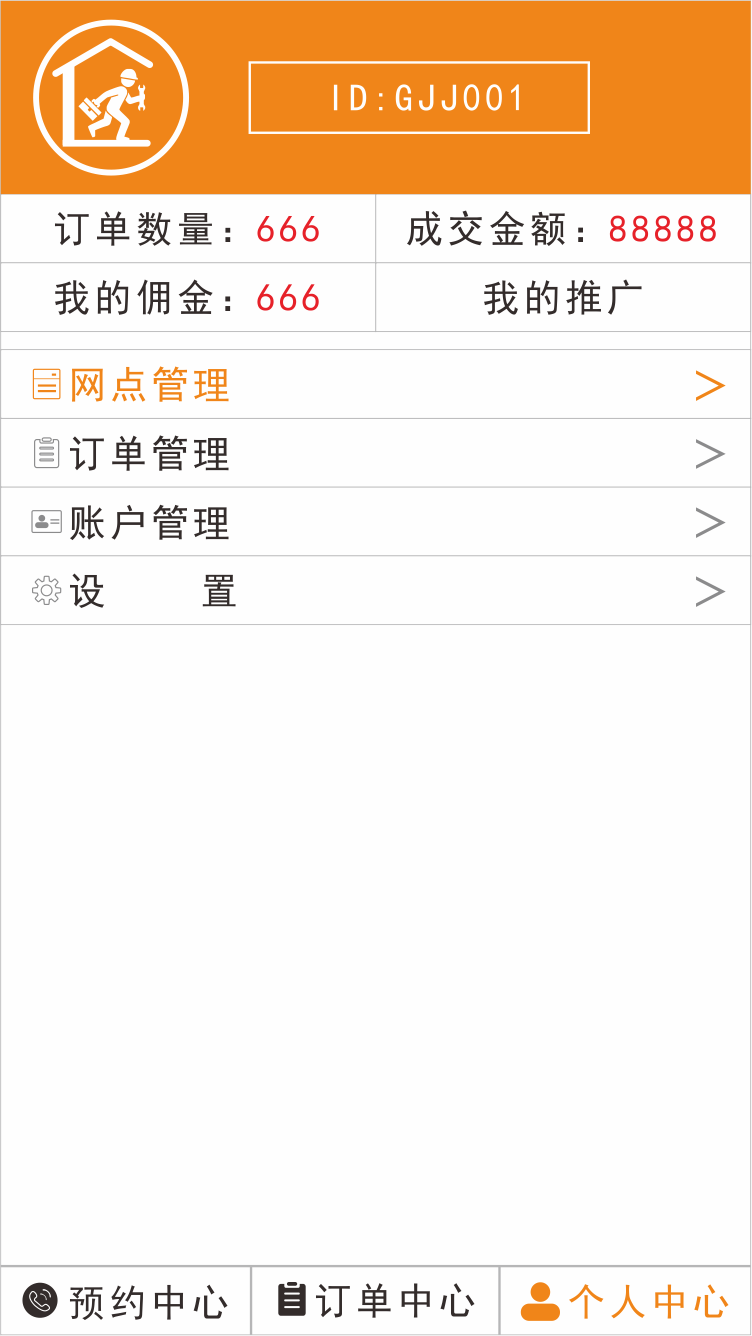 ID:GJJ001
订单数量：666 成交金额：88888
我的佣金：666 我的推广
网点管理 >
订单管理 >
账户管理 >
设 置 >
预约中心 订单中心 个人中心